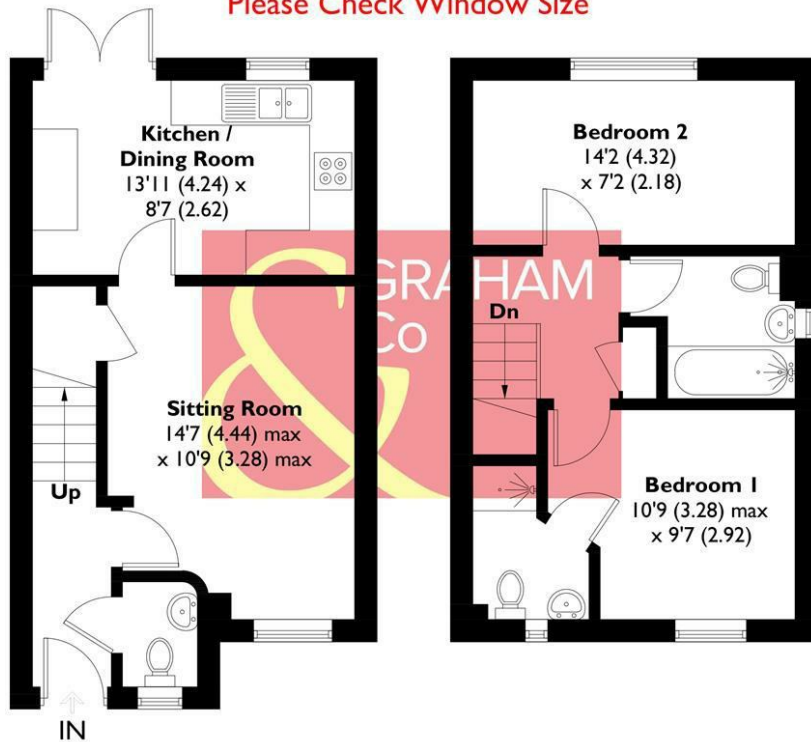 Please Check Window Size
Kitchen /
Dining Room
13'11 (4.24) x
8'7 (2.62)
Bedroom 2
14'2 (4.32)
x 7'2 (2.18)
& GRAHAM
Co
Dn
Sitting Room
14'7 (4.44) max
x 10'9 (3.28) max
Up
Bedroom 1
10'9 (3.28) max
x 9'7 (2.92)
IN